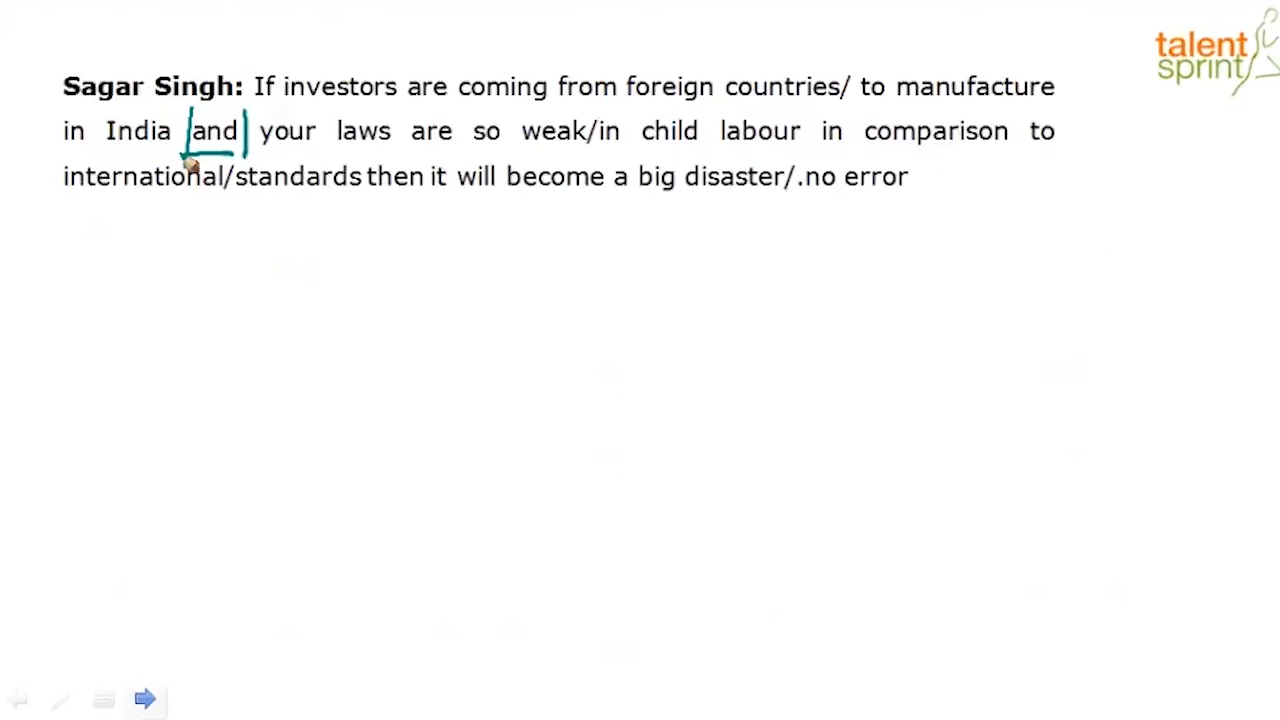 talent
sprint
Sagar Singh: If investors are coming from foreign countries/ to manufacture
in India and your laws are so weak/in child labour in comparison to
international/standards then it will become a big disaster/.no error